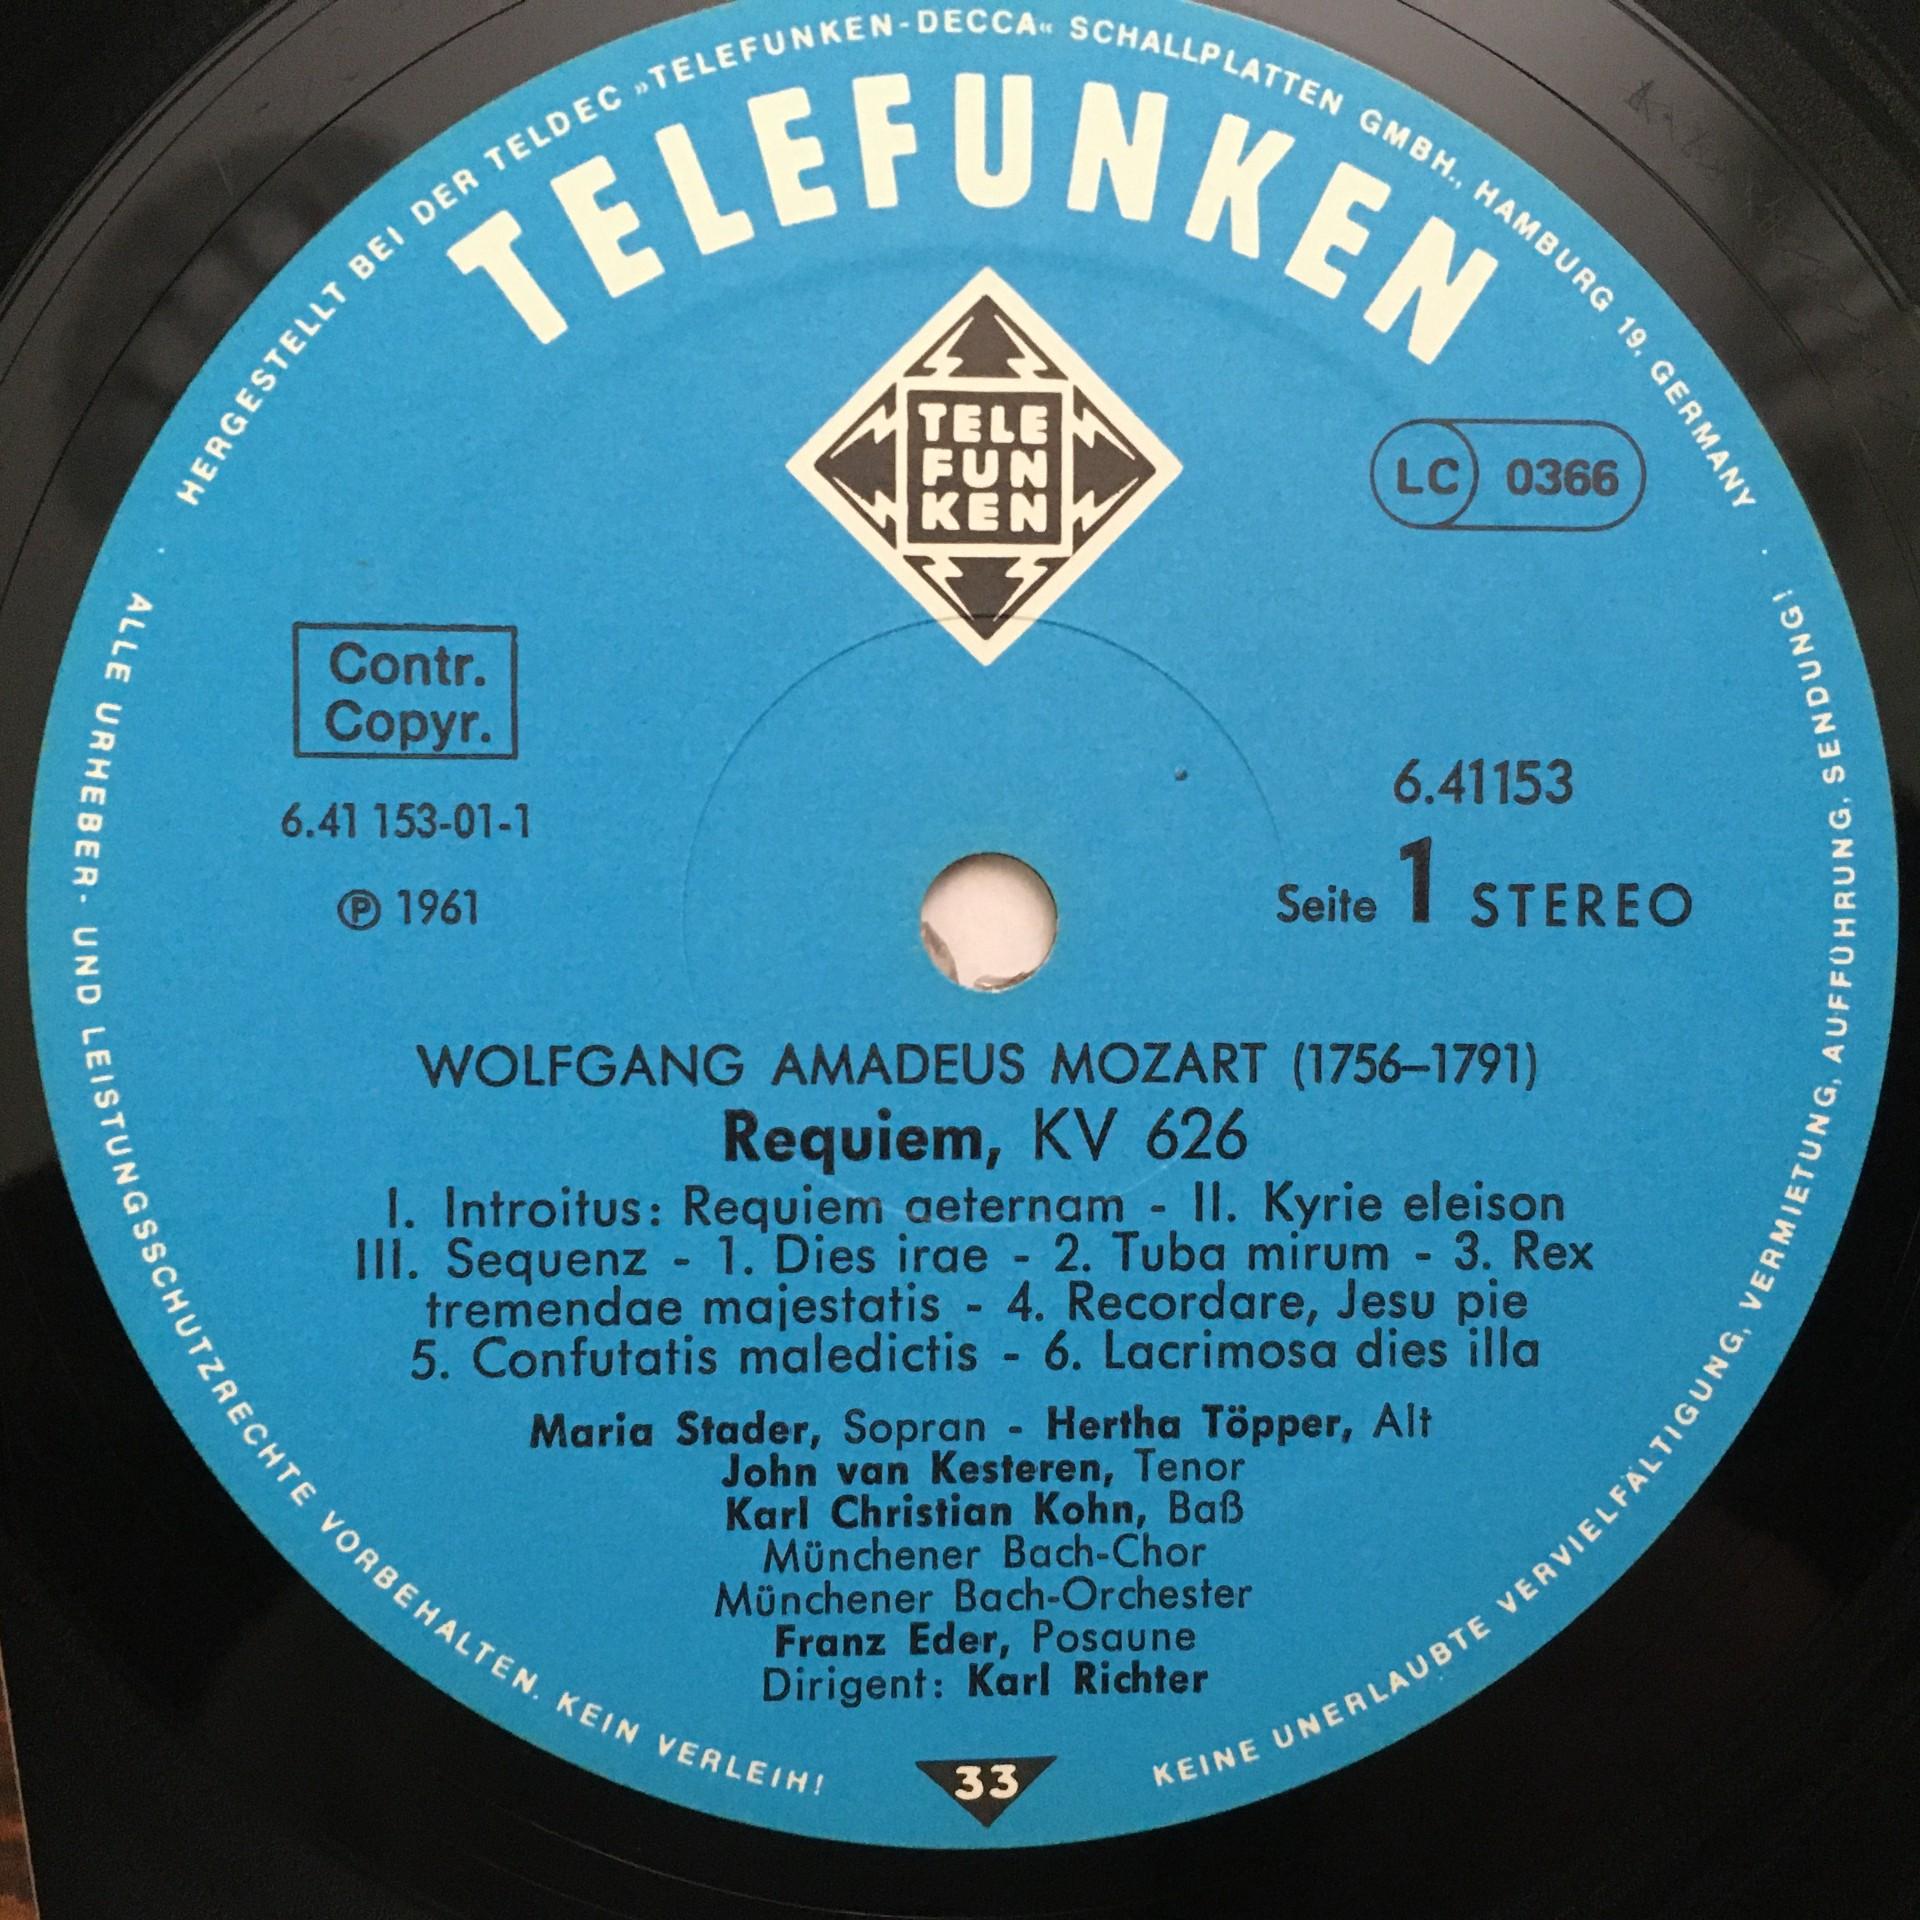 HERGESTELLT BEI DER TELDEC »TELEFUNKEN-DECCA« SCHALLPLATTEN GMBH., HAMBURG 19, GERMANY
TELEFUNKEN
TELE
FUN
KEN
LC 0366
Contr.
Copyr.
6.41 153-01-1
Ⓟ 1961
6.41153
Seite 1 STEREO
WOLFGANG AMADEUS MOZART (1756–1791)
Requiem, KV 626
I. Introitus: Requiem aeternam - II. Kyrie eleison
III. Sequenz - 1. Dies irae - 2. Tuba mirum - 3. Rex
tremendae majestatis - 4. Recordare, Jesu pie
5. Confutatis maledictis - 6. Lacrimosa dies illa
Maria Stader, Sopran - Hertha Töpper, Alt
John van Kesteren, Tenor
Karl Christian Kohn, Baß
Münchener Bach-Chor
Münchener Bach-Orchester
Franz Eder, Posaune
Dirigent: Karl Richter
33
ALLE URHEBER- UND LEISTUNGSSCHUTZRECHTE VORBEHALTEN. KEIN VERLEIH!
KEINE UNERLAUBTE VERVIELFÄLTIGUNG, VERMIETUNG, AUFFÜHRUNG, SENDUNG!